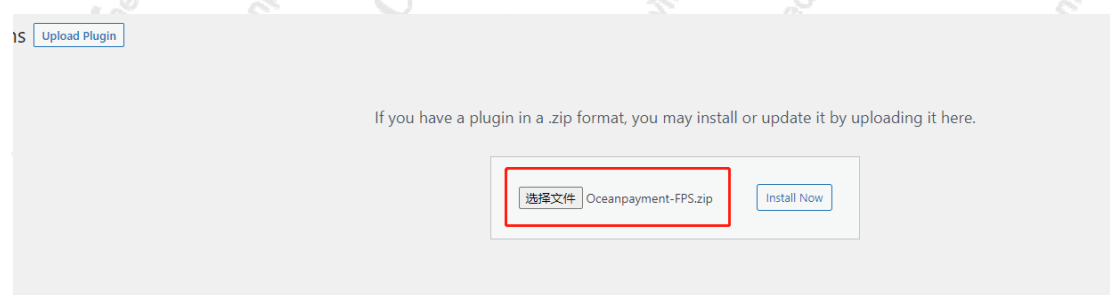 ns Upload Plugin
If you have a plugin in a .zip format, you may install or update it by uploading it here.
选择文件 Oceanpayment-FPS.zip Install Now